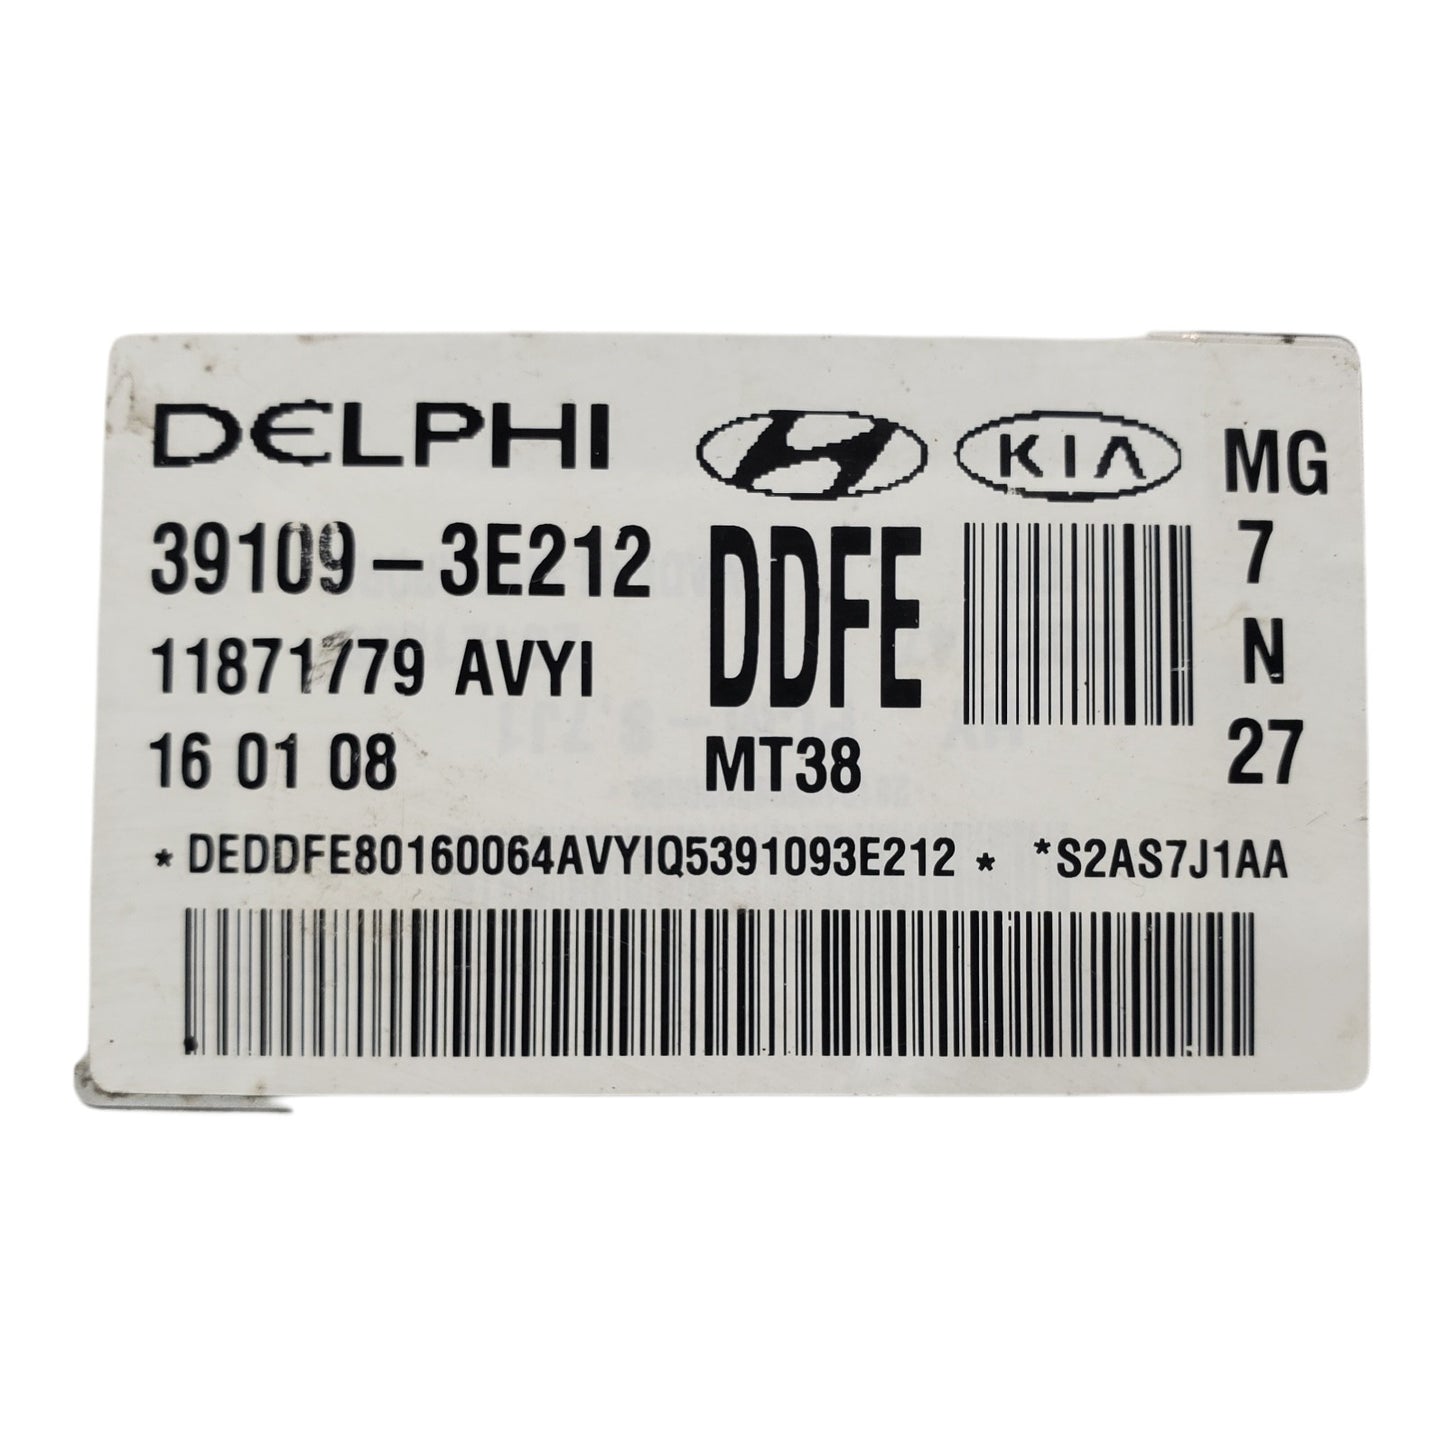 DELPHI KIA MG
39109-3E212 DDFE 7
11871779 AVYI N
16 01 08 MT38 27
*DEDDFE80160064AVYIQ5391093E212* *S2AS7J1AA